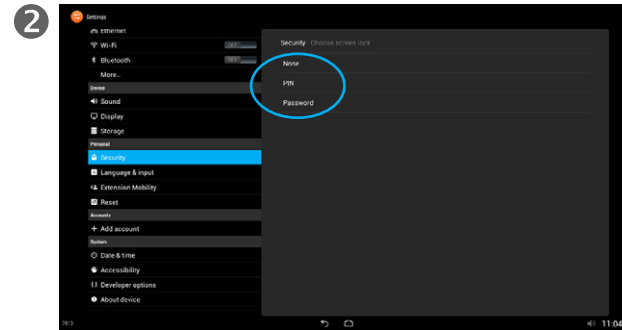 2
Settings
Ethernet
Wi-Fi OFF
Bluetooth OFF
More...
Device
Sound
Display
Storage
Personal
Security
Language & input
Extension Mobility
Reset
Accounts
+ Add account
System
Date & time
Accessibility
Developer options
About device
Security Choose screen lock
None
PIN
Password
11:04